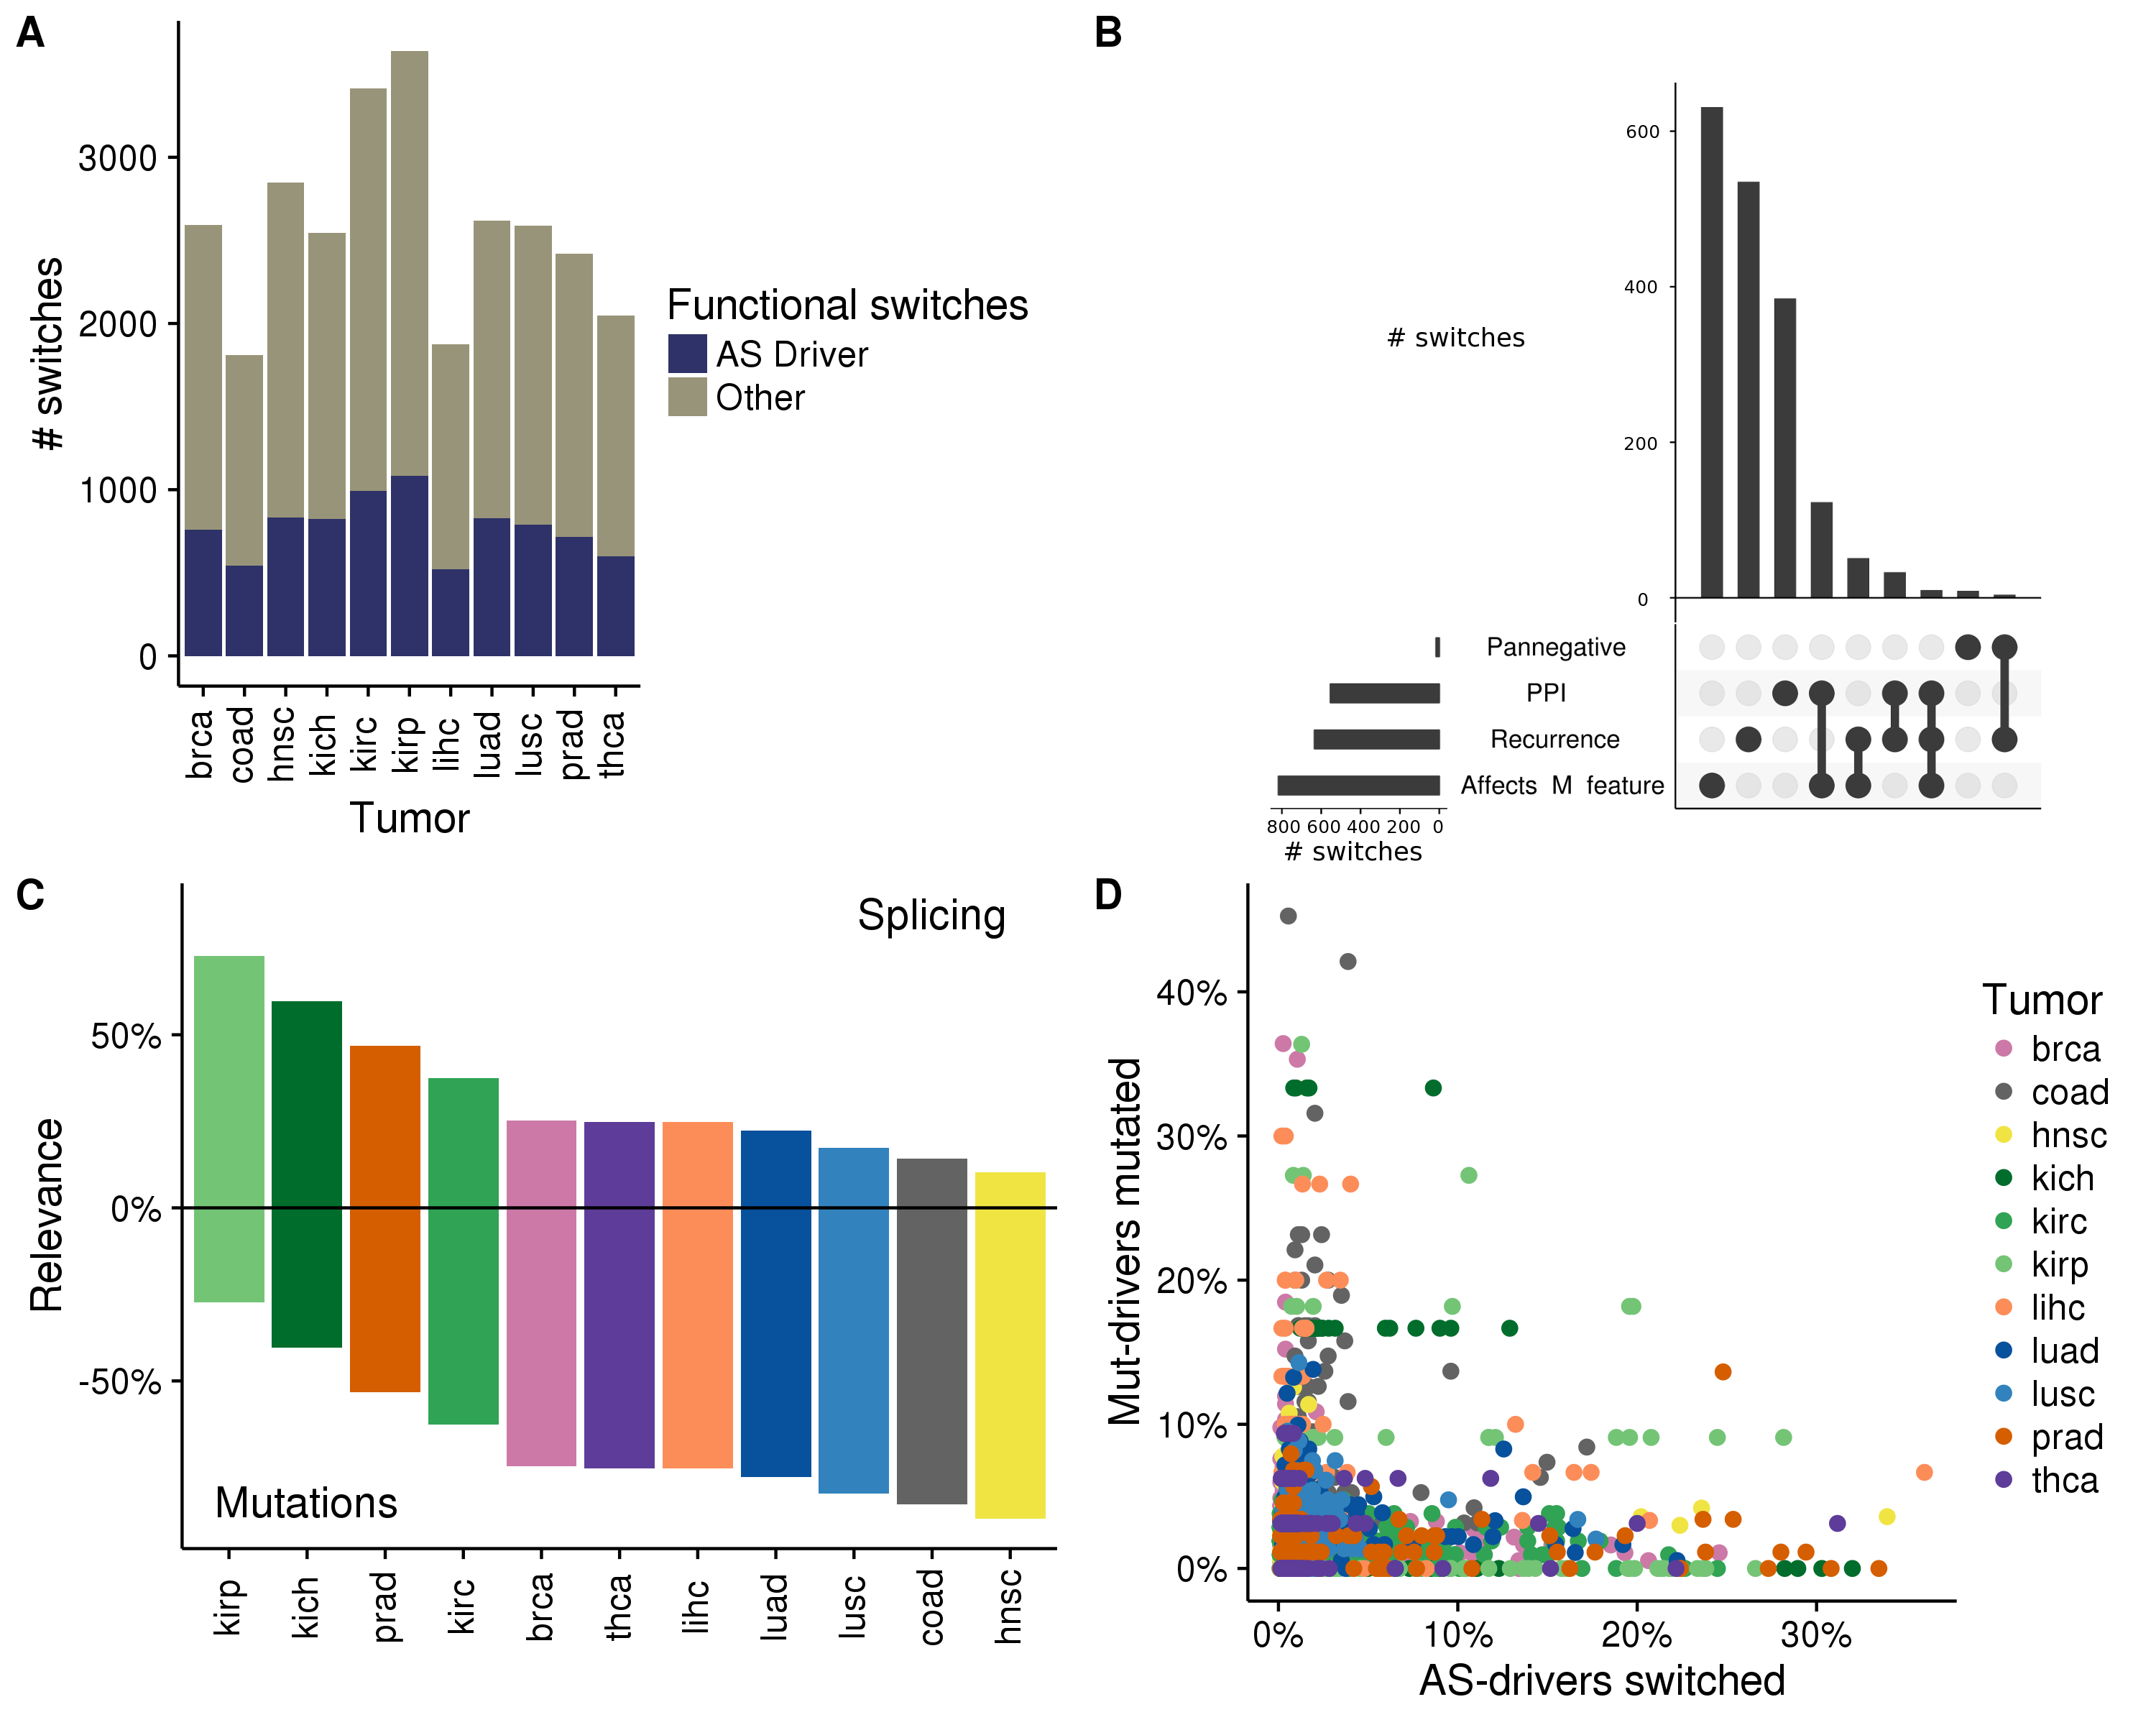 A
# switches
3000
2000
1000
0
brca
coad
hnsc
kich
kirc
kirp
lihc
luad
lusc
prad
thca
Tumor
Functional switches
AS Driver
Other
B
# switches
600
400
200
0
Pannegative
PPI
Recurrence
Affects M feature
800 600 400 200 0
# switches
C
Splicing
Relevance
50%
0%
-50%
Mutations
kirp
kich
prad
kirc
brca
thca
lihc
luad
lusc
coad
hnsc
D
Mut-drivers mutated
40%
30%
20%
10%
0%
0% 10% 20% 30%
AS-drivers switched
Tumor
brca
coad
hnsc
kich
kirc
kirp
lihc
luad
lusc
prad
thca